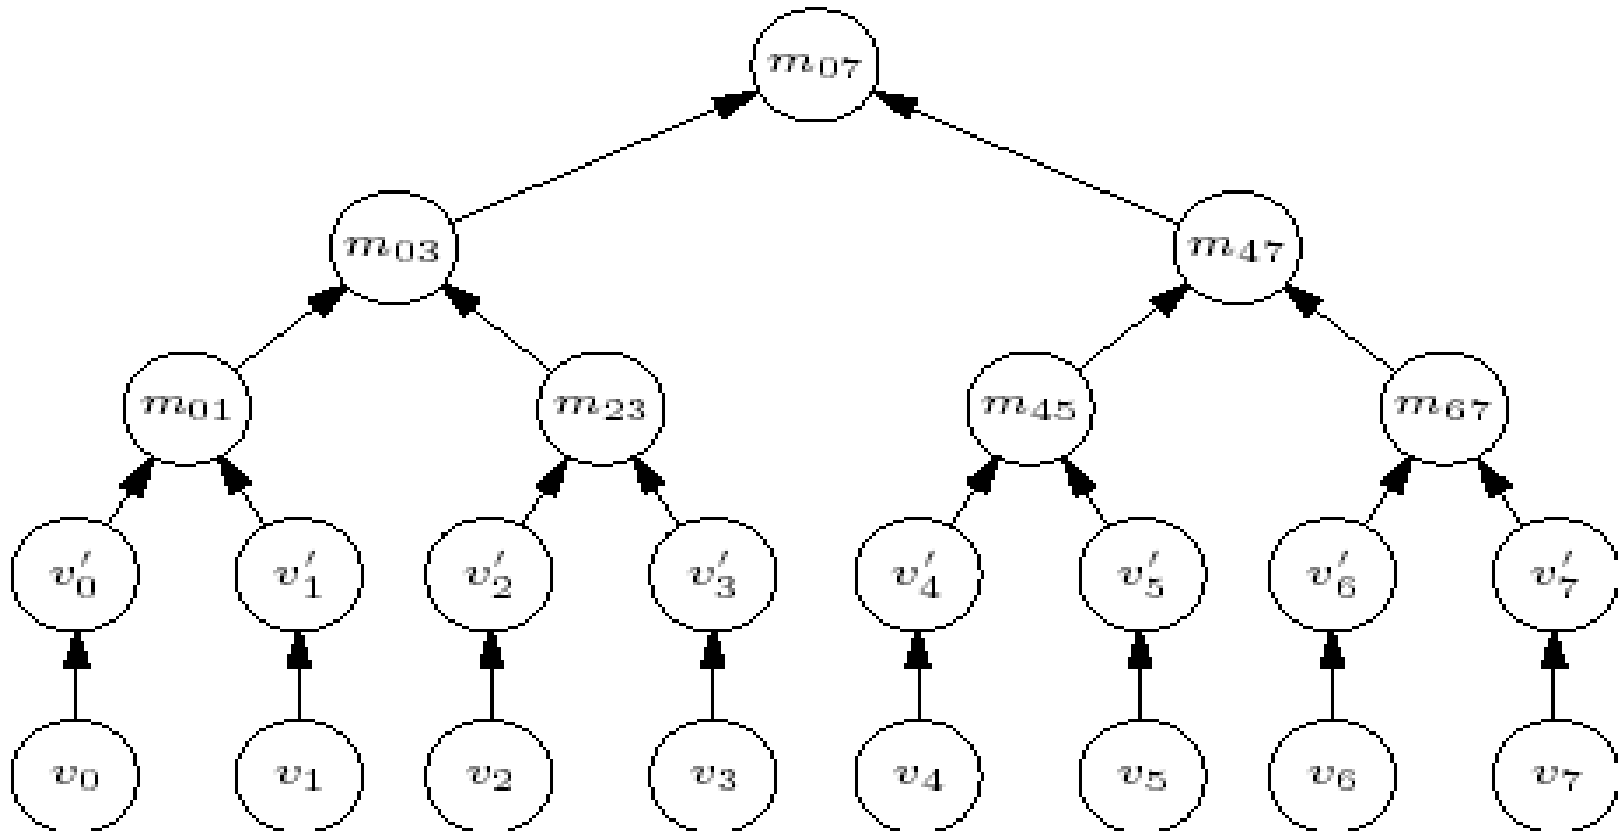 m₀₇
m₀₃ m₄₇
m₀₁ m₂₃ m₄₅ m₆₇
v′₀ v′₁ v′₂ v′₃ v′₄ v′₅ v′₆ v′₇
v₀ v₁ v₂ v₃ v₄ v₅ v₆ v₇